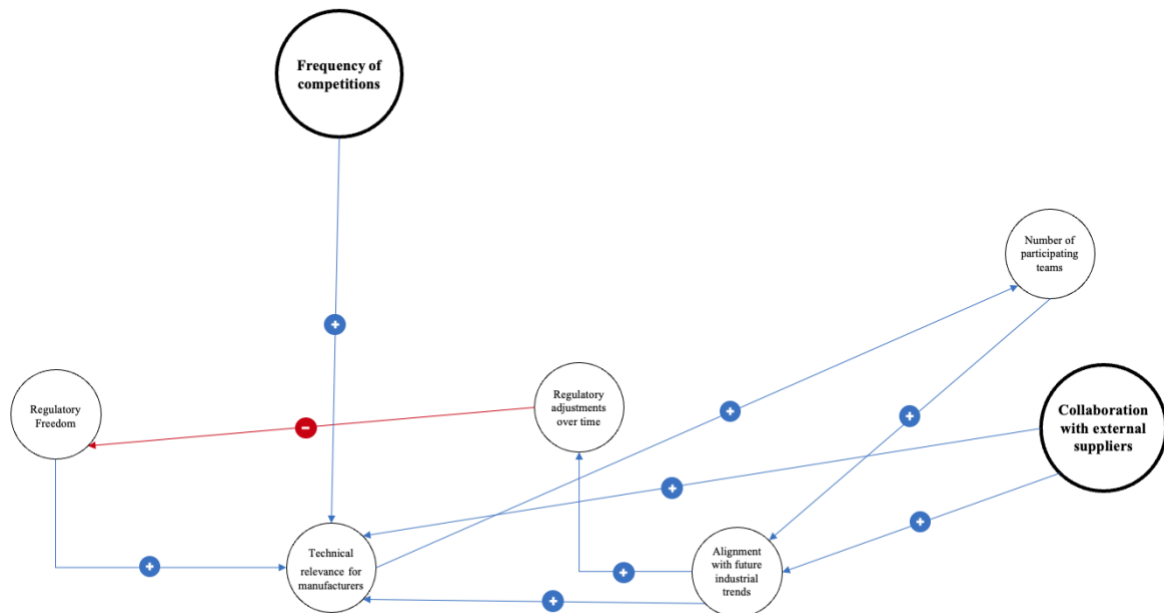 Frequency of
competitions
+
Number of
participating
teams
+
Regulatory
Freedom
−
Regulatory
adjustments
over time
+
+
Collaboration
with external
suppliers
+
+
+
Technical
relevance for
manufacturers
+
Alignment
with future
industrial
trends
+